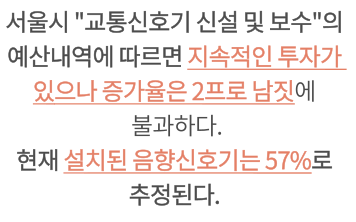 서울시 "교통신호기 신설 및 보수"의
예산내역에 따르면 지속적인 투자가
있으나 증가율은 2프로 남짓에
불과하다.
현재 설치된 음향신호기는 57%로
추정된다.